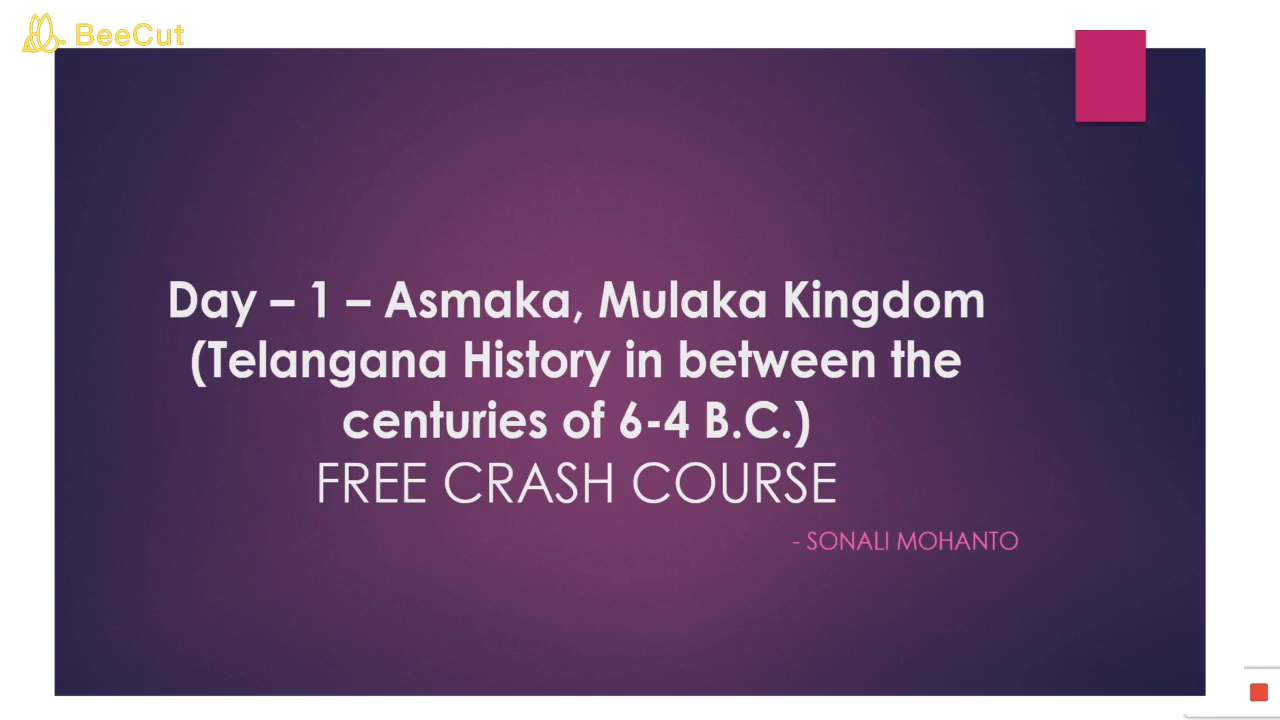 BeeCut
Day – 1 – Asmaka, Mulaka Kingdom
(Telangana History in between the
centuries of 6-4 B.C.)
FREE CRASH COURSE
- SONALI MOHANTO